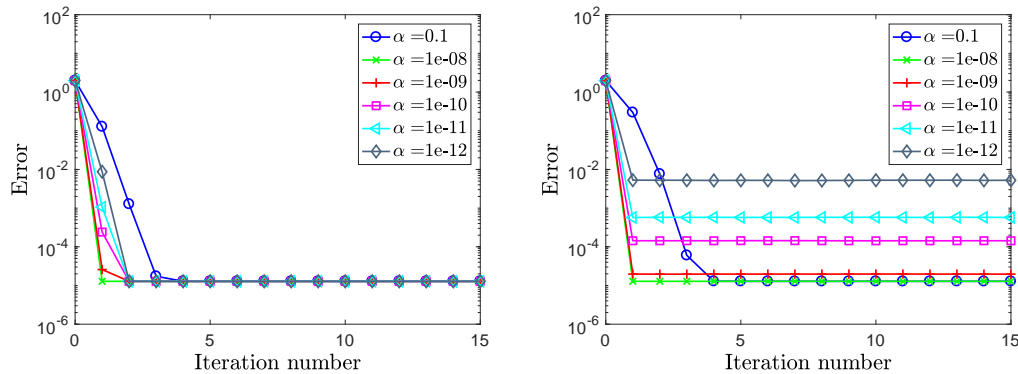 10^2
10^0
10^-2
10^-4
10^-6
Error
0
5
10
15
Iteration number
α =0.1
α =1e-08
α =1e-09
α =1e-10
α =1e-11
α =1e-12
10^2
10^0
10^-2
10^-4
10^-6
Error
0
5
10
15
Iteration number
α =0.1
α =1e-08
α =1e-09
α =1e-10
α =1e-11
α =1e-12